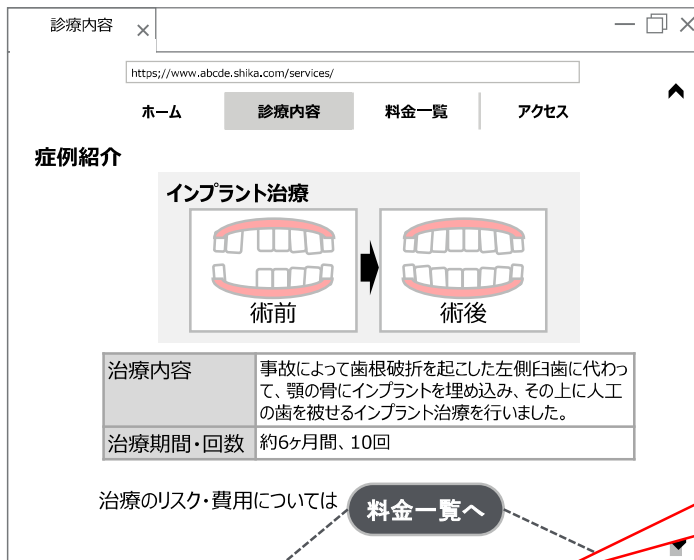 診療内容
https;//www.abcde.shika.com/services/
ホーム 診療内容 料金一覧 アクセス
症例紹介
インプラント治療
術前 術後
治療内容 事故によって歯根破折を起こした左側臼歯に代わっ
て、顎の骨にインプラントを埋め込み、その上に人工
の歯を被せるインプラント治療を行いました。
治療期間・回数 約6ヶ月間、10回
治療のリスク・費用については 料金一覧へ